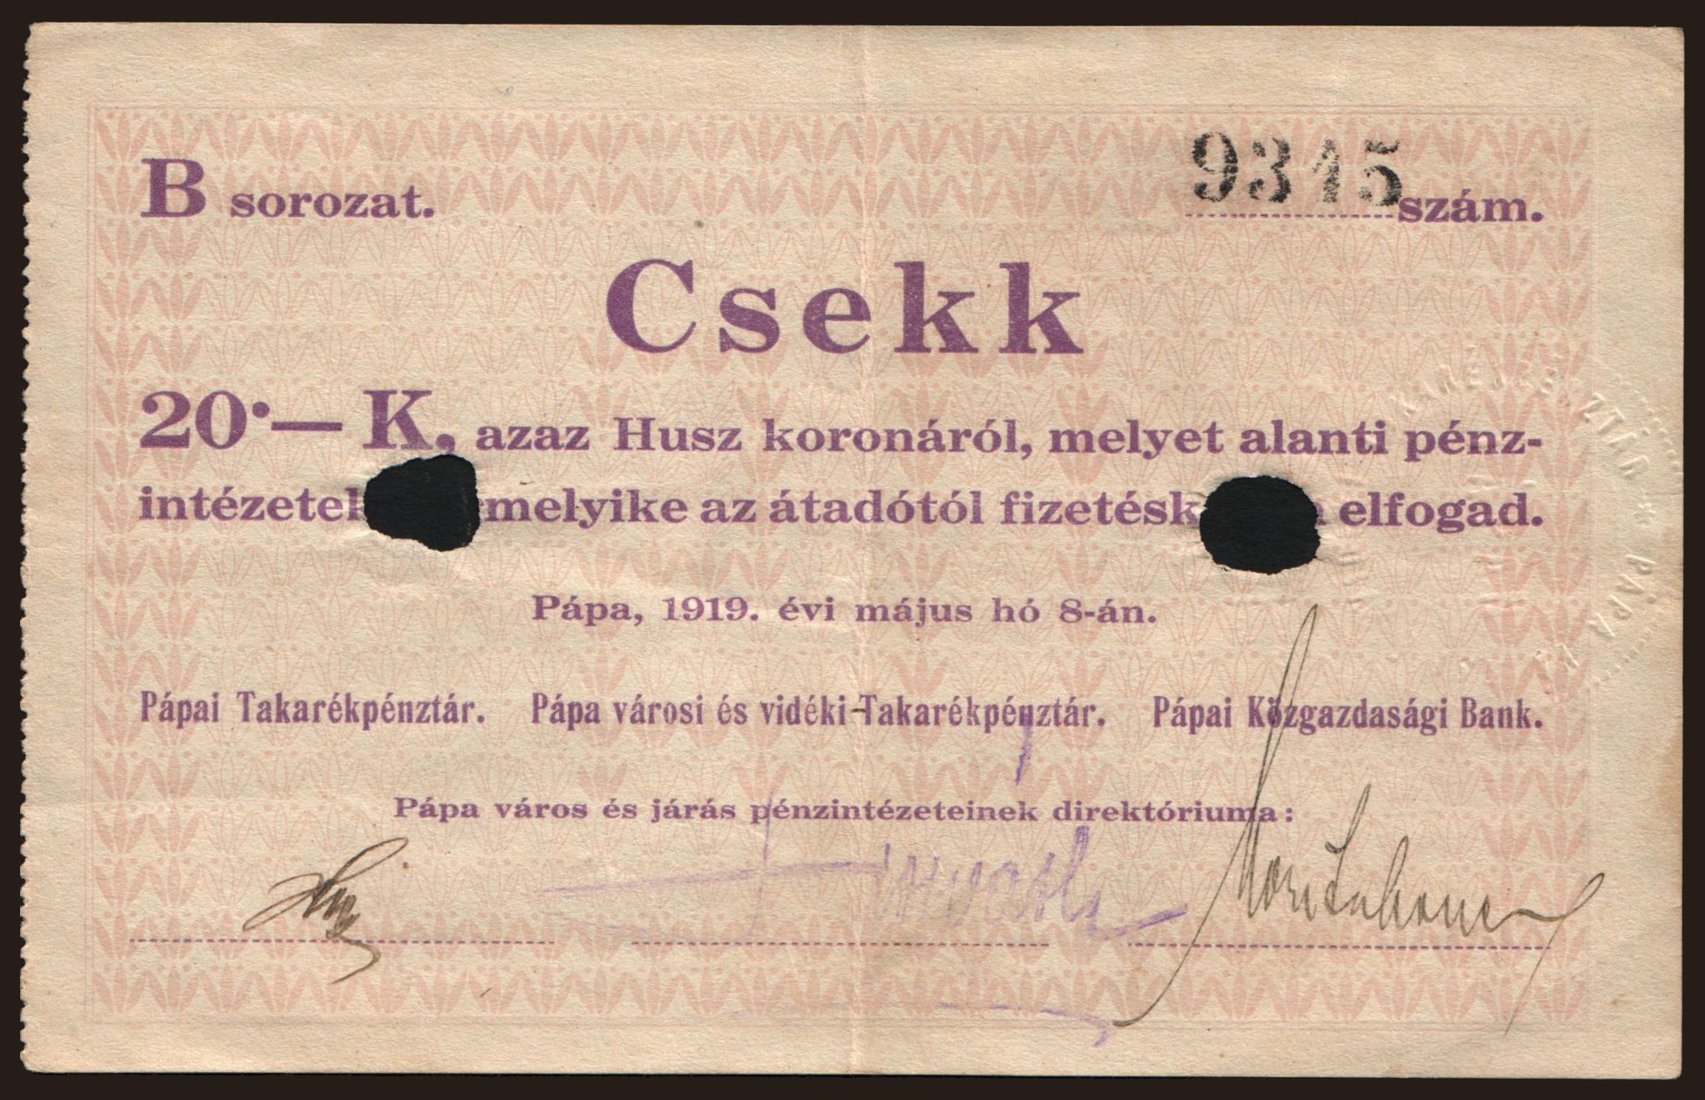 B sorozat. 9345 szám.
Csekk
20·— K, azaz Husz koronáról, melyet alanti pénz-
intézetek melyike az átadótól fizetésk elfogad.
Pápa, 1919. évi május hó 8-án.
Pápai Takarékpénztár. Pápa városi és vidéki-Takarékpénztár. Pápai Közgazdasági Bank.
Pápa város és járás pénzintézeteinek direktóriuma: